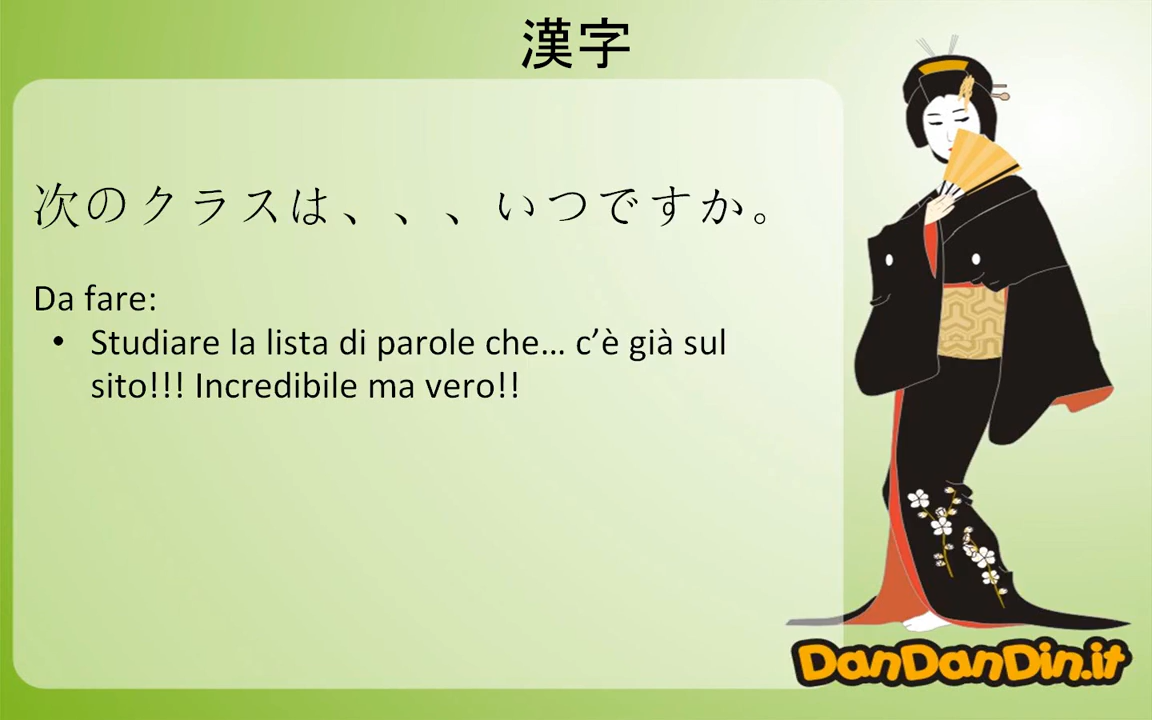 漢字
次のクラスは、、、いつですか。
Da fare:
• Studiare la lista di parole che… c’è già sul
sito!!! Incredibile ma vero!!
DanDanDin.it